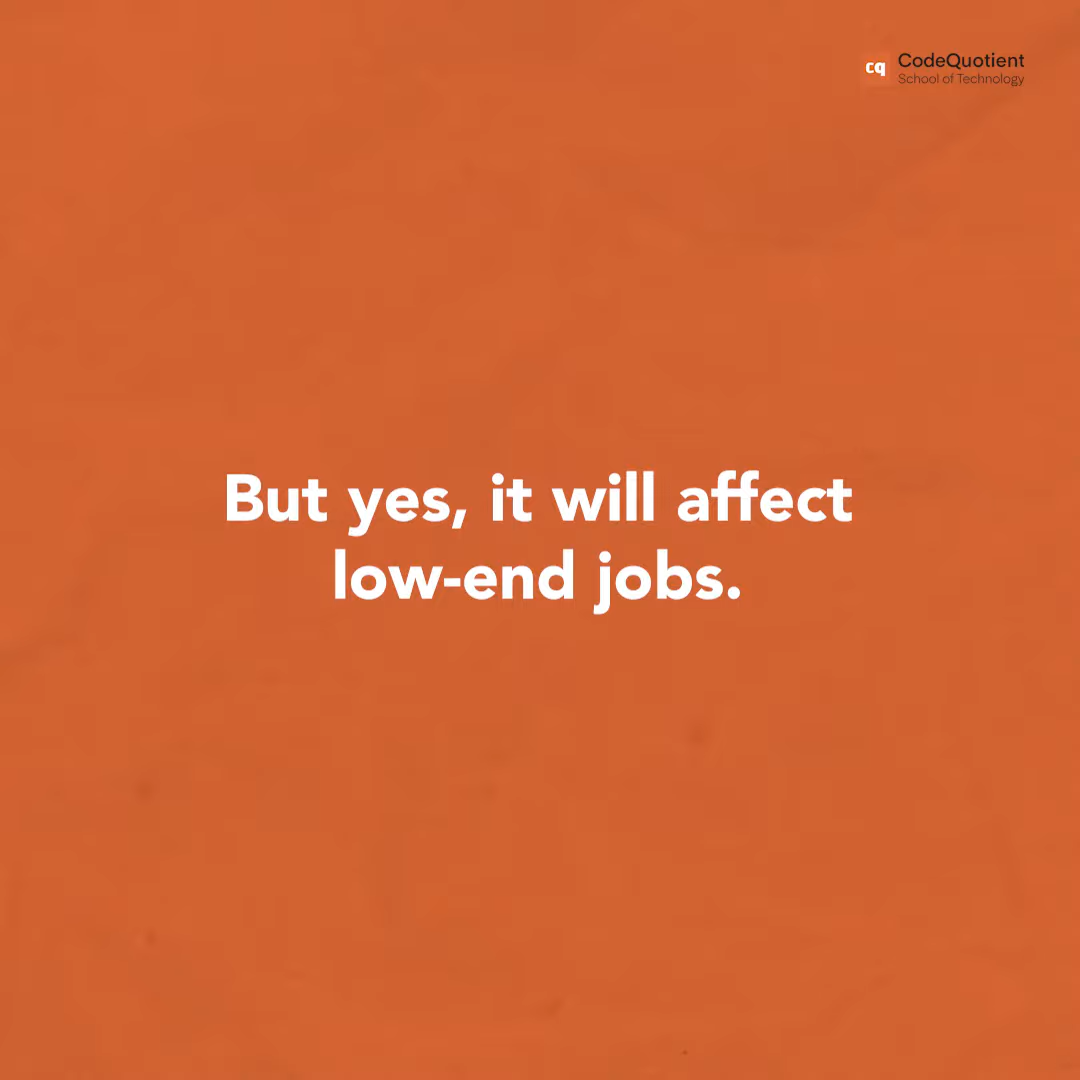 cq
CodeQuotient
School of Technology
But yes, it will affect
low-end jobs.